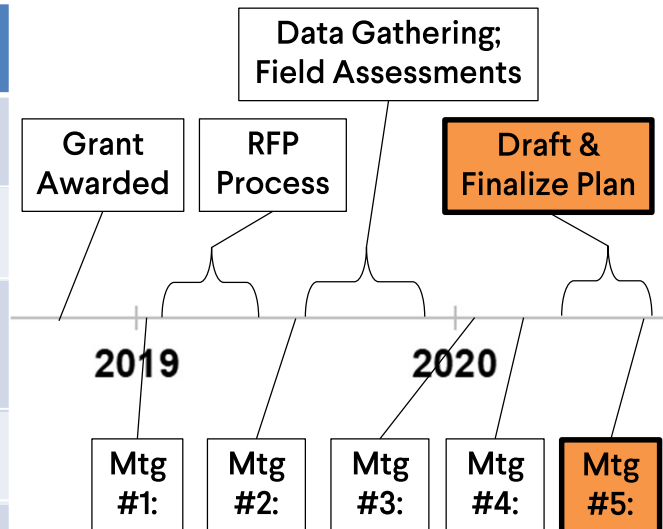 Data Gathering;
Field Assessments
Grant
Awarded
RFP
Process
Draft &
Finalize Plan
2019
2020
Mtg
#1:
Mtg
#2:
Mtg
#3:
Mtg
#4:
Mtg
#5: